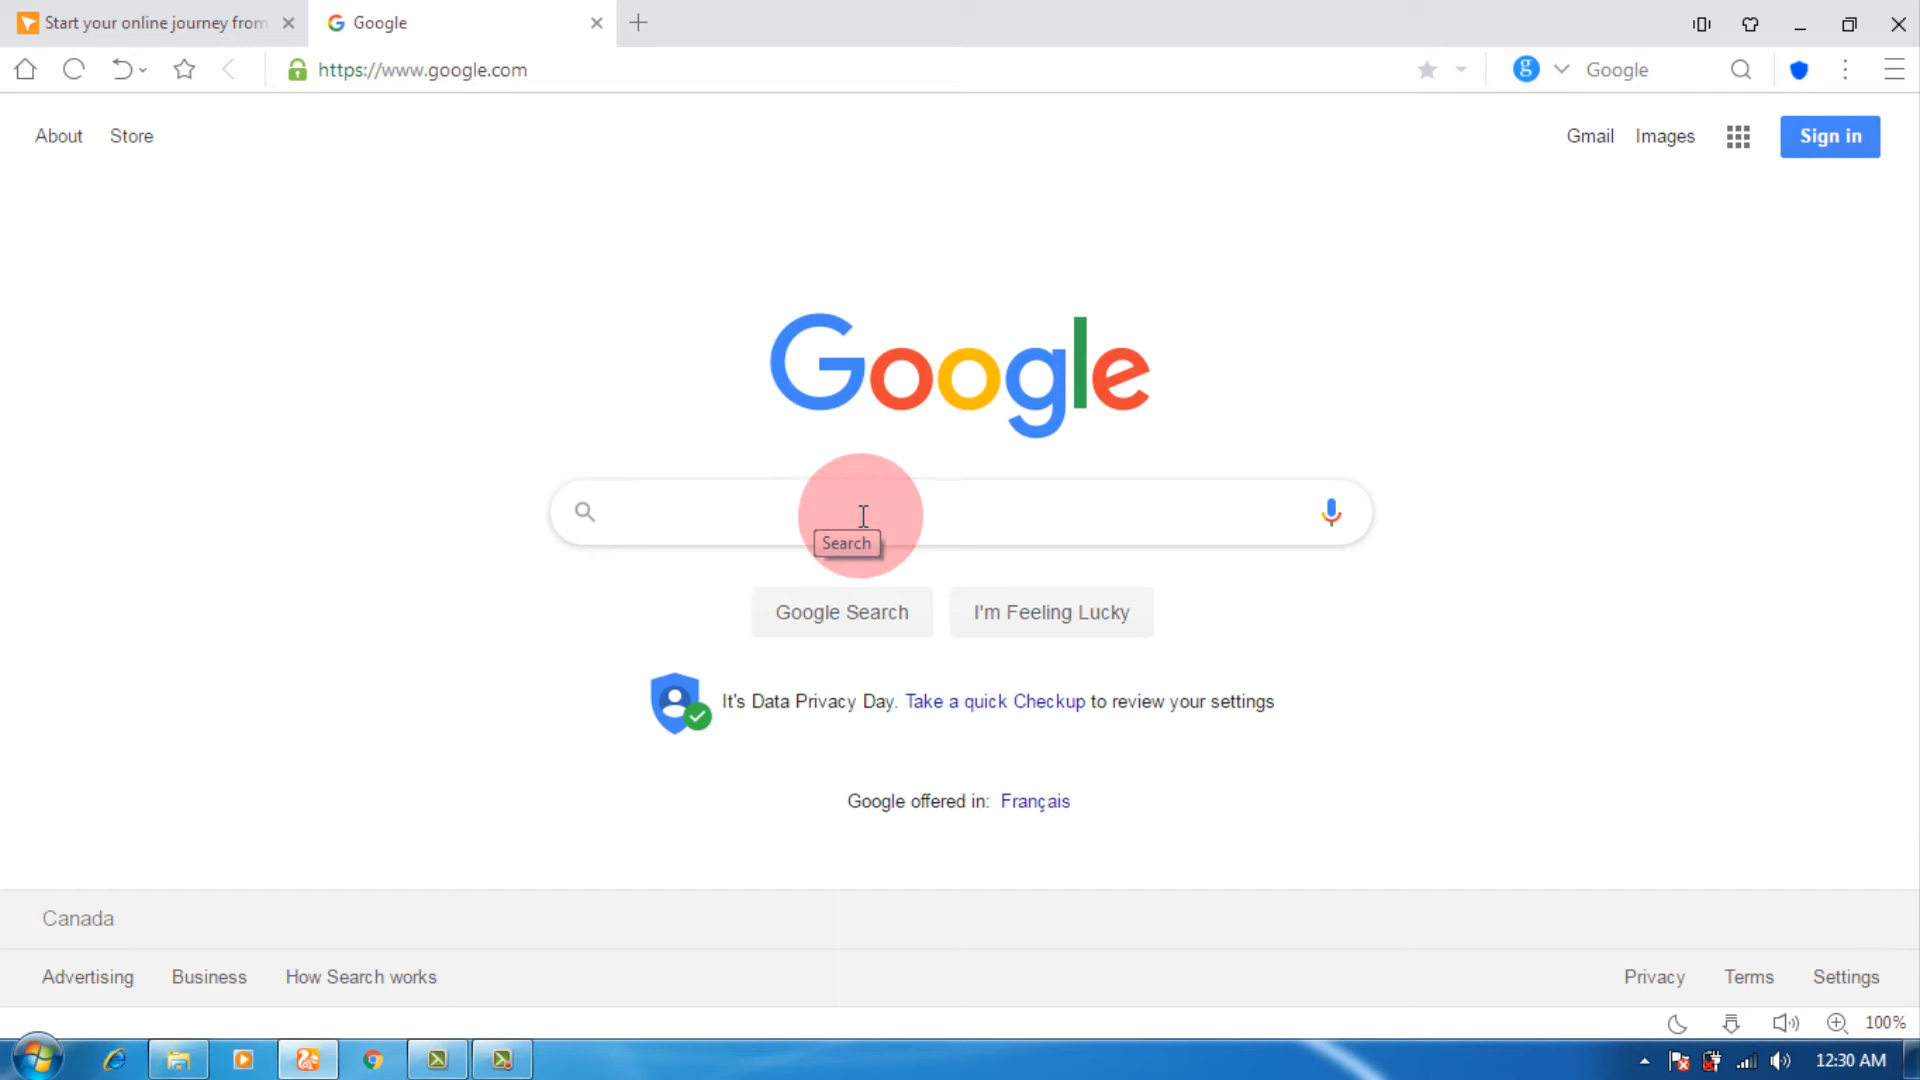 Start your online journey from
Google
https://www.google.com
g
Google
About
Store
Gmail
Images
Sign in
Google
Search
Google Search
I'm Feeling Lucky
It's Data Privacy Day. Take a quick Checkup to review your settings
Google offered in: Français
Canada
Advertising
Business
How Search works
Privacy
Terms
Settings
100%
12:30 AM